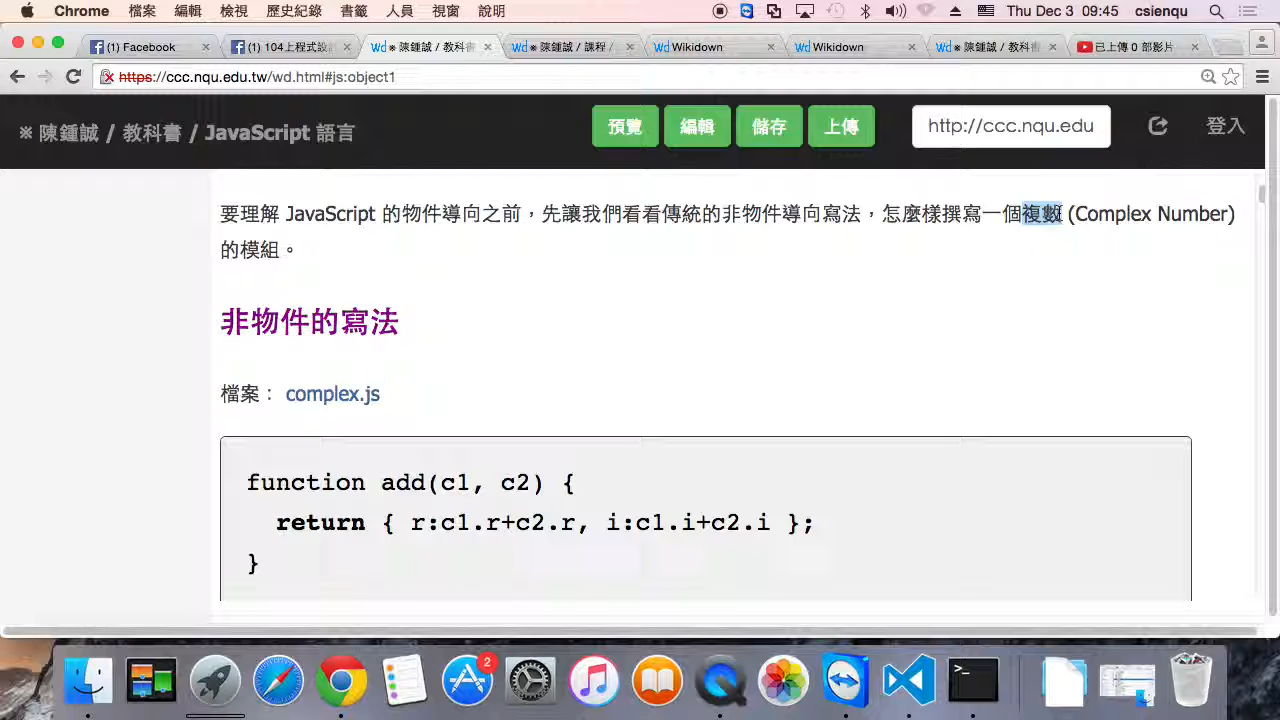 Chrome 檔案 編輯 檢視 歷史紀錄 書籤 人員 視窗 說明 Thu Dec 3 09:45 csienqu
(1) Facebook × (1) 104上程式設計 × Wd ※ 陳鍾誠 / 教科書 × Wd ※ 陳鍾誠 / 課程 / × Wd Wikidown × Wd Wikidown × Wd ※ 陳鍾誠 / 教科書 × 已上傳 0 部影片 ×
https://ccc.nqu.edu.tw/wd.html#js:object1
※ 陳鍾誠 / 教科書 / JavaScript 語言 預覽 編輯 儲存 上傳 http://ccc.nqu.edu 登入
要理解 JavaScript 的物件導向之前，先讓我們看看傳統的非物件導向寫法，怎麼樣撰寫一個複數 (Complex Number)
的模組。
非物件的寫法
檔案： complex.js
function add(c1, c2) {
return { r:c1.r+c2.r, i:c1.i+c2.i };
}
2